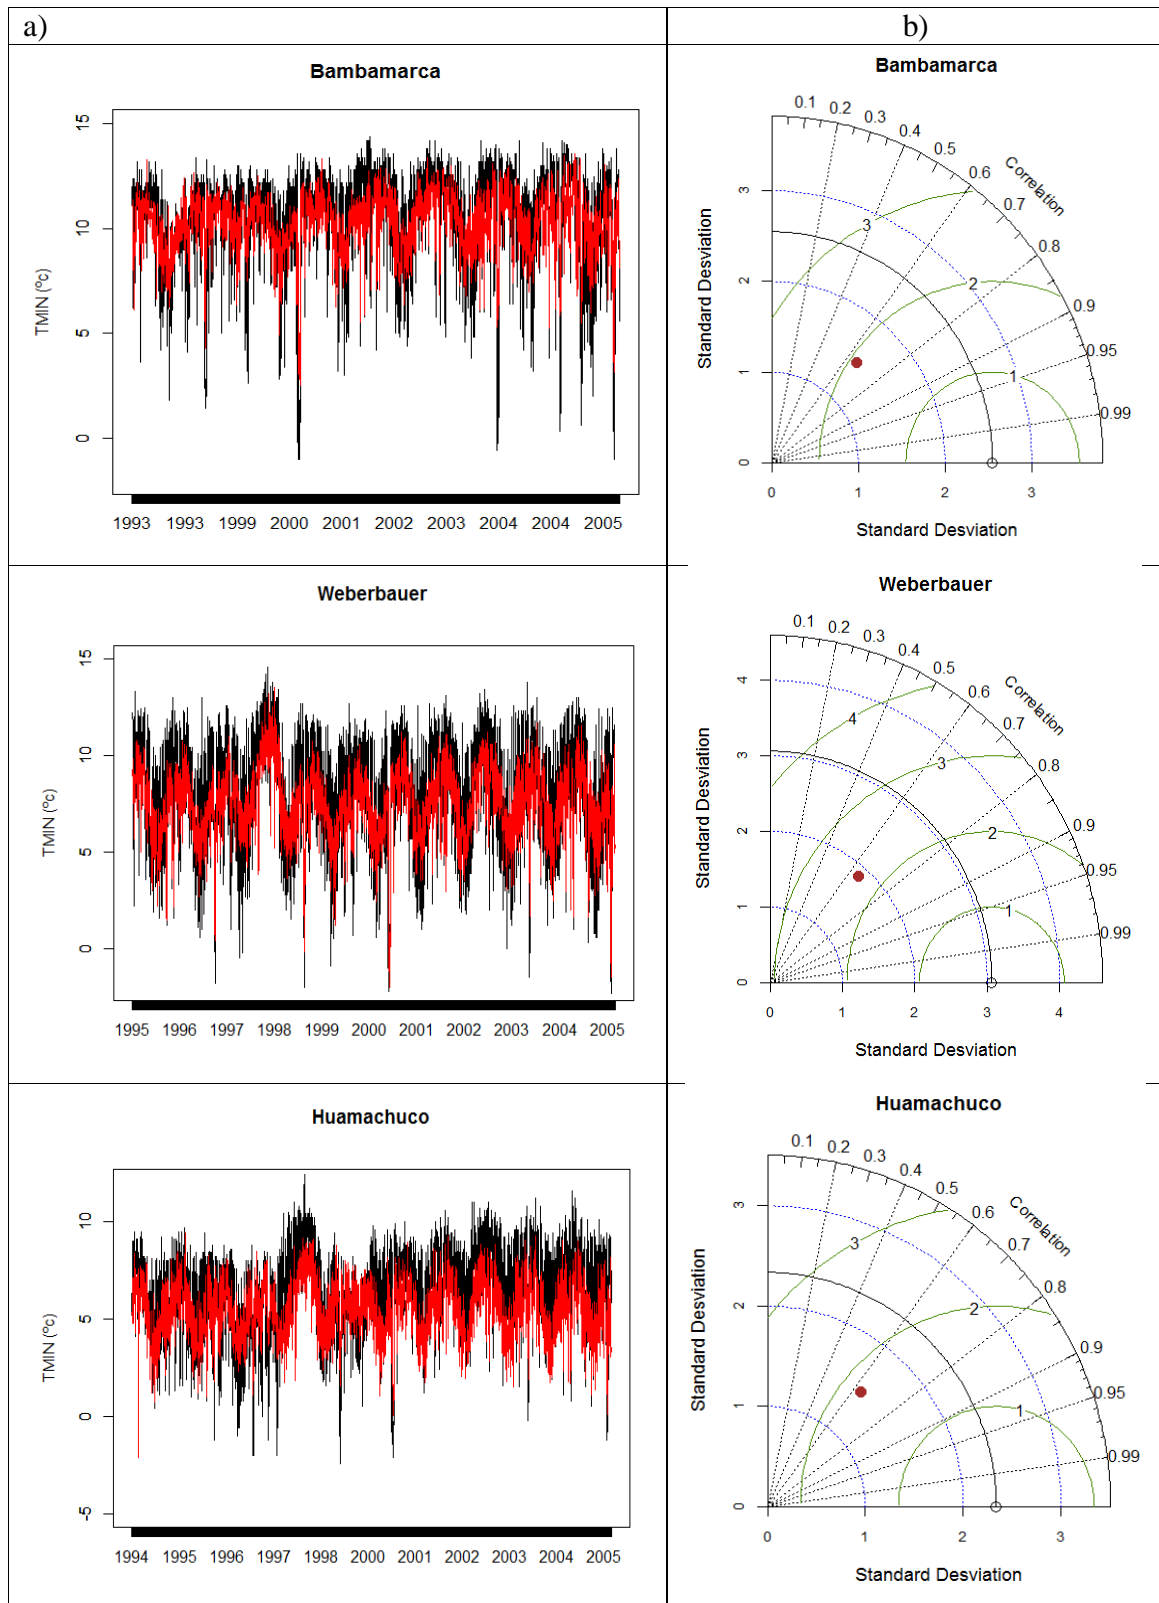 a)
b)
Bambamarca
TMIN (ºc)
15
10
5
0
1993 1993 1999 2000 2001 2002 2003 2004 2004 2005
Bambamarca
Standard Desviation
3
2
1
0
0.1 0.2 0.3 0.4 0.5 0.6 0.7 0.8 0.9 0.95 0.99
Correlation
3
2
1
0 1 2 3
Standard Desviation
Weberbauer
TMIN (ºc)
15
10
5
0
1995 1996 1997 1998 1999 2000 2001 2002 2003 2005
Weberbauer
Standard Desviation
4
3
2
1
0
0.1 0.2 0.3 0.4 0.5 0.6 0.7 0.8 0.9 0.95 0.99
Correlation
4
3
2
1
0 1 2 3 4
Standard Desviation
Huamachuco
TMIN (ºc)
10
5
0
-5
1994 1995 1996 1997 1998 2000 2001 2002 2003 2004 2005
Huamachuco
Standard Desviation
3
2
1
0
0.1 0.2 0.3 0.4 0.5 0.6 0.7 0.8 0.9 0.95 0.99
Correlation
3
2
1
0 1 2 3
Standard Desviation